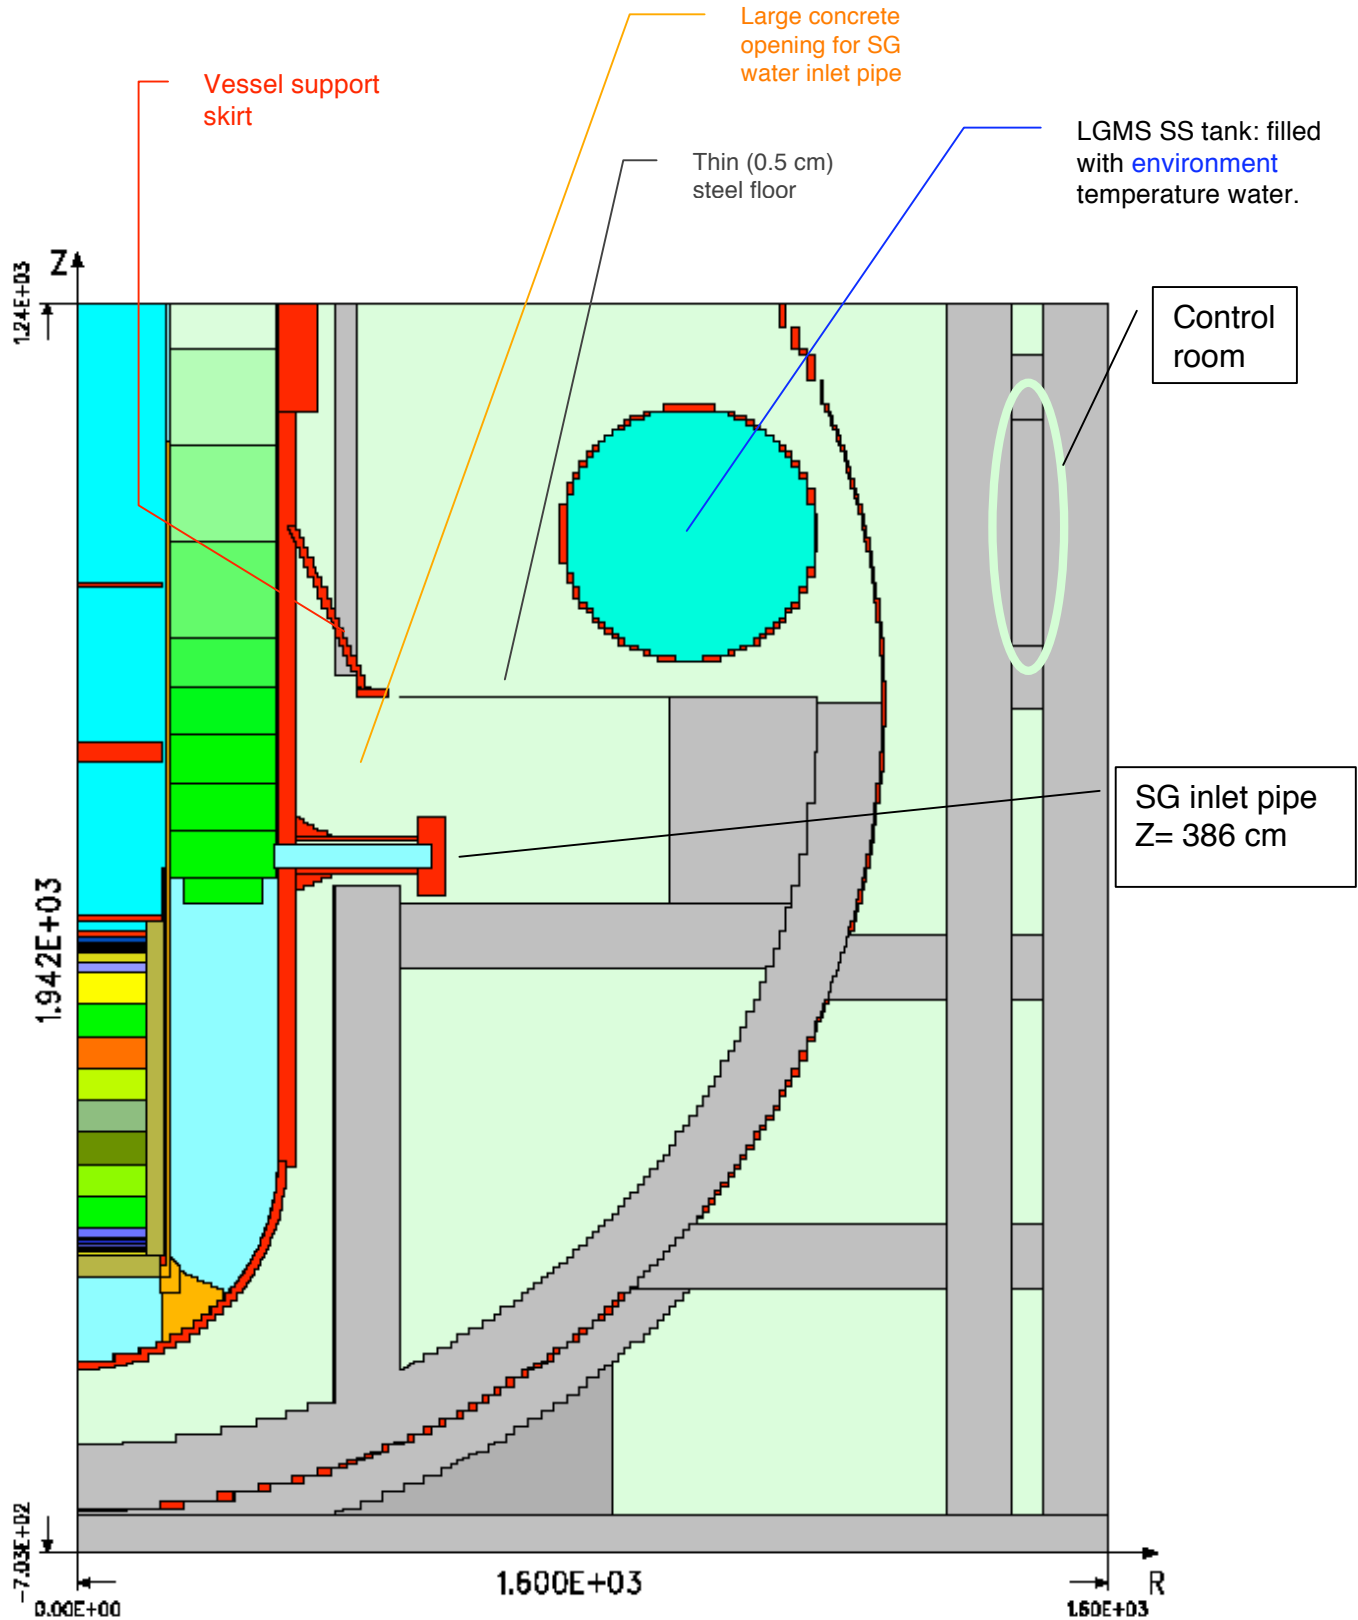 Large concrete
opening for SG
water inlet pipe
Vessel support
skirt
LGMS SS tank: filled
with environment
temperature water.
Thin (0.5 cm)
steel floor
Z
1.24E+03
Control
room
SG inlet pipe
Z= 386 cm
1.942E+03
-7.03E+02
1.600E+03
R
0.00E+00
1.60E+03